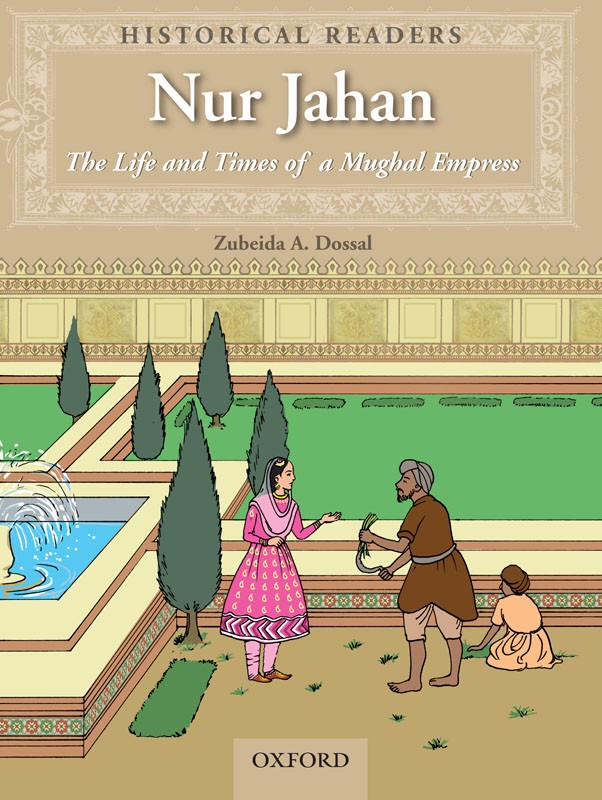 HISTORICAL READERS
Nur Jahan
The Life and Times of a Mughal Empress
Zubeida A. Dossal
OXFORD